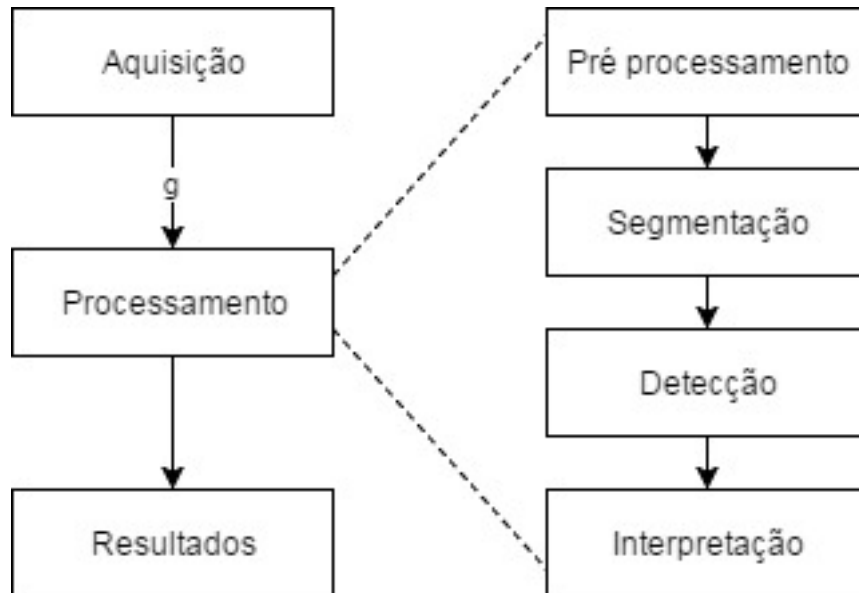 Aquisição
g
Processamento
Resultados
Pré processamento
Segmentação
Detecção
Interpretação